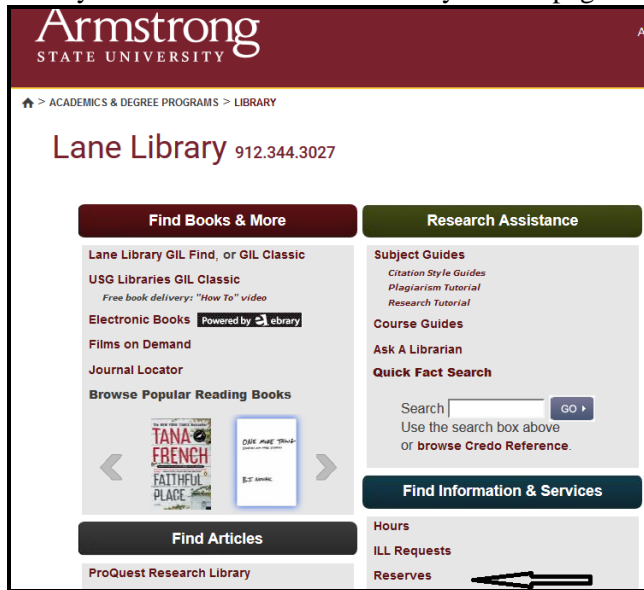 Armstrong
STATE UNIVERSITY
> ACADEMICS & DEGREE PROGRAMS > LIBRARY
Lane Library 912.344.3027
Find Books & More
Lane Library GIL Find, or GIL Classic
USG Libraries GIL Classic
Free book delivery: "How To" video
Electronic Books Powered by ebrary
Films on Demand
Journal Locator
Browse Popular Reading Books
TANA
FRENCH
FAITHFUL
PLACE
ONE MORE THING
B.J. NOVAK
Find Articles
ProQuest Research Library
Research Assistance
Subject Guides
Citation Style Guides
Plagiarism Tutorial
Research Tutorial
Course Guides
Ask A Librarian
Quick Fact Search
Search GO
Use the search box above
or browse Credo Reference.
Find Information & Services
Hours
ILL Requests
Reserves